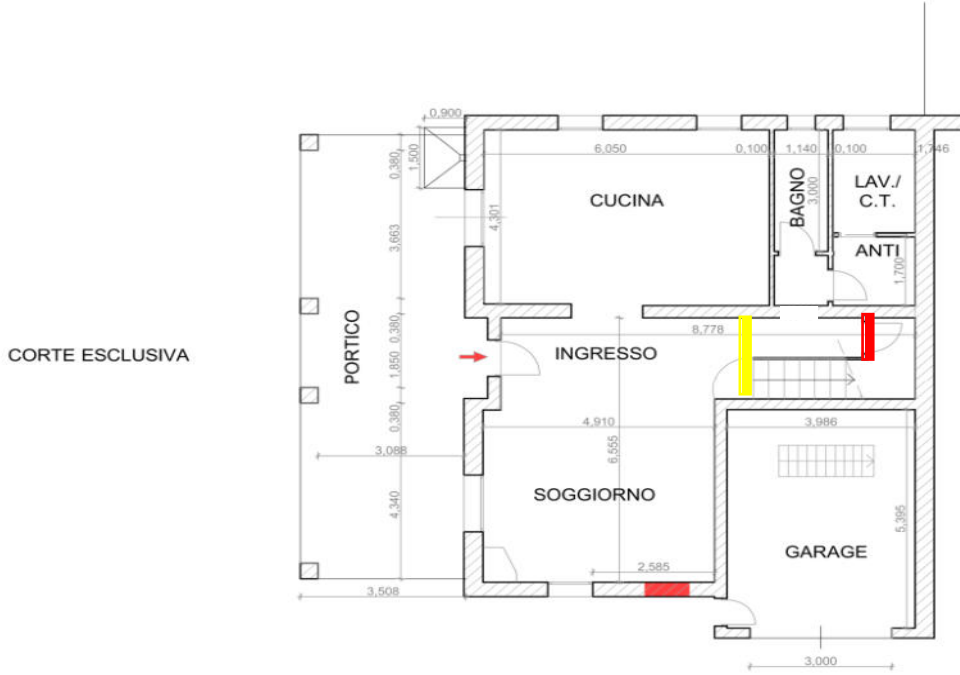 0,900
6,050
0,100
1,140
0,100
1,746
0,380
1,500
CUCINA
BAGNO
3,000
LAV./
C.T.
4,301
3,663
ANTI
1,700
0,380
8,778
CORTE ESCLUSIVA
PORTICO
1,850
INGRESSO
0,380
4,910
3,986
3,088
6,555
4,340
SOGGIORNO
5,395
GARAGE
2,585
3,508
3,000